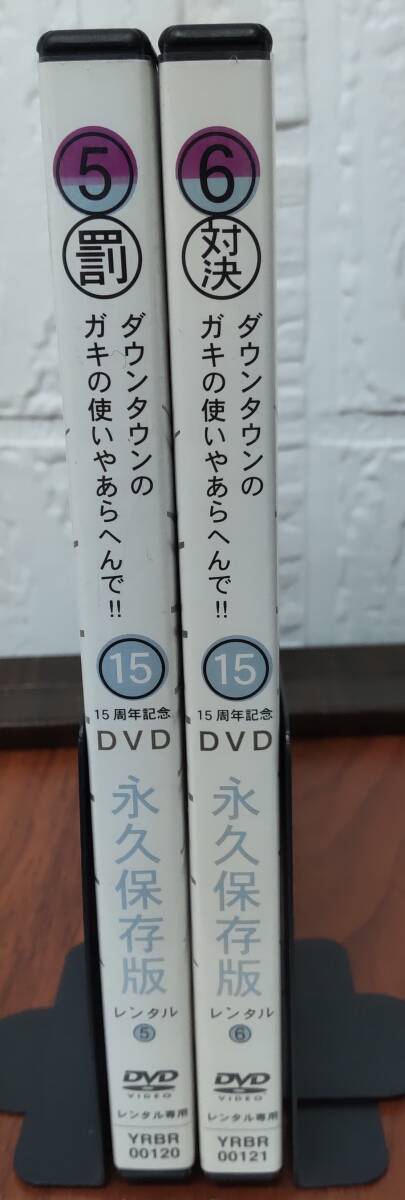 5
罰
ダウンタウンの
ガキの使いやあらへんで!!
15
15周年記念
DVD
永久保存版
レンタル
5
DVD
VIDEO
レンタル専用
YRBR
00120
6
対決
ダウンタウンの
ガキの使いやあらへんで!!
15
15周年記念
DVD
永久保存版
レンタル
6
DVD
VIDEO
レンタル専用
YRBR
00121